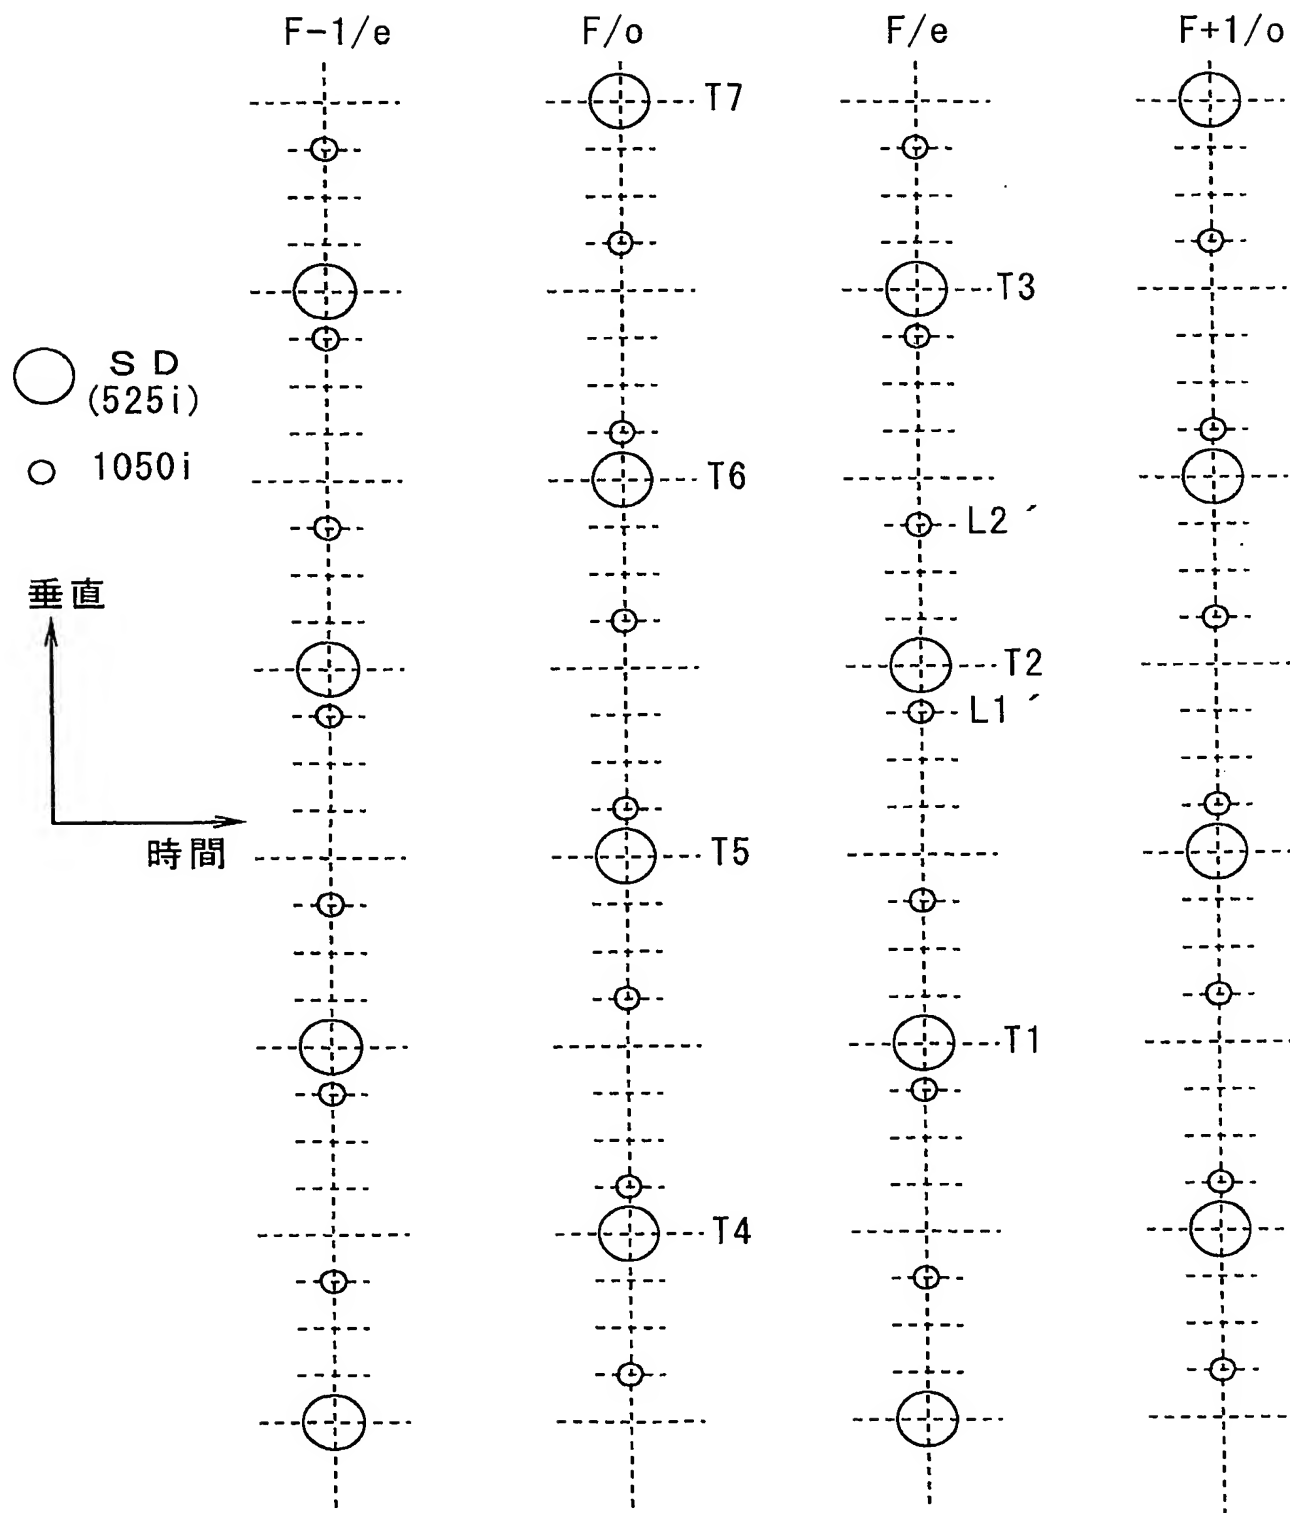 F-1/e F/o F/e F+1/o
T7
T3
SD
(525i)
T6
1050i
L2´
垂直
T2
L1´
時間
T5
T1
T4